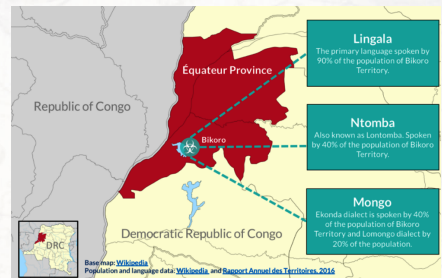 Lingala
The primary language spoken by
90% of the population of Bikoro
Territory.
Équateur Province
Republic of Congo
Ntomba
Also known as Lontomba. Spoken
by 40% of the population of Bikoro
Territory.
Bikoro
Mongo
Ekonda dialect is spoken by 40%
of the population of Bikoro
Territory and Lomongo dialect by
20% of the population.
Democratic Republic of Congo
DRC
Base map: Wikipedia
Population and language data: Wikipedia and Rapport Annuel des Territoires, 2016